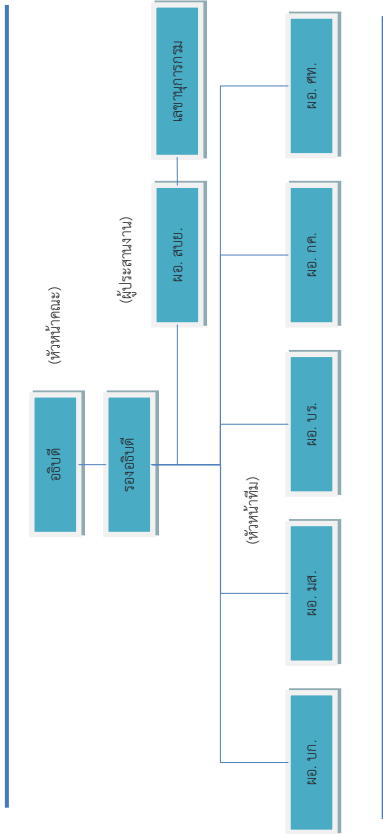 อธิบดี
(หัวหน้าคณะ)
รองอธิบดี
(ผู้ประสานงาน)
ผอ. สบย.
เลขานุการกรม
(หัวหน้าทีม)
ผอ. บก.
ผอ. มส.
ผอ. บร.
ผอ. กค.
ผอ. ศท.